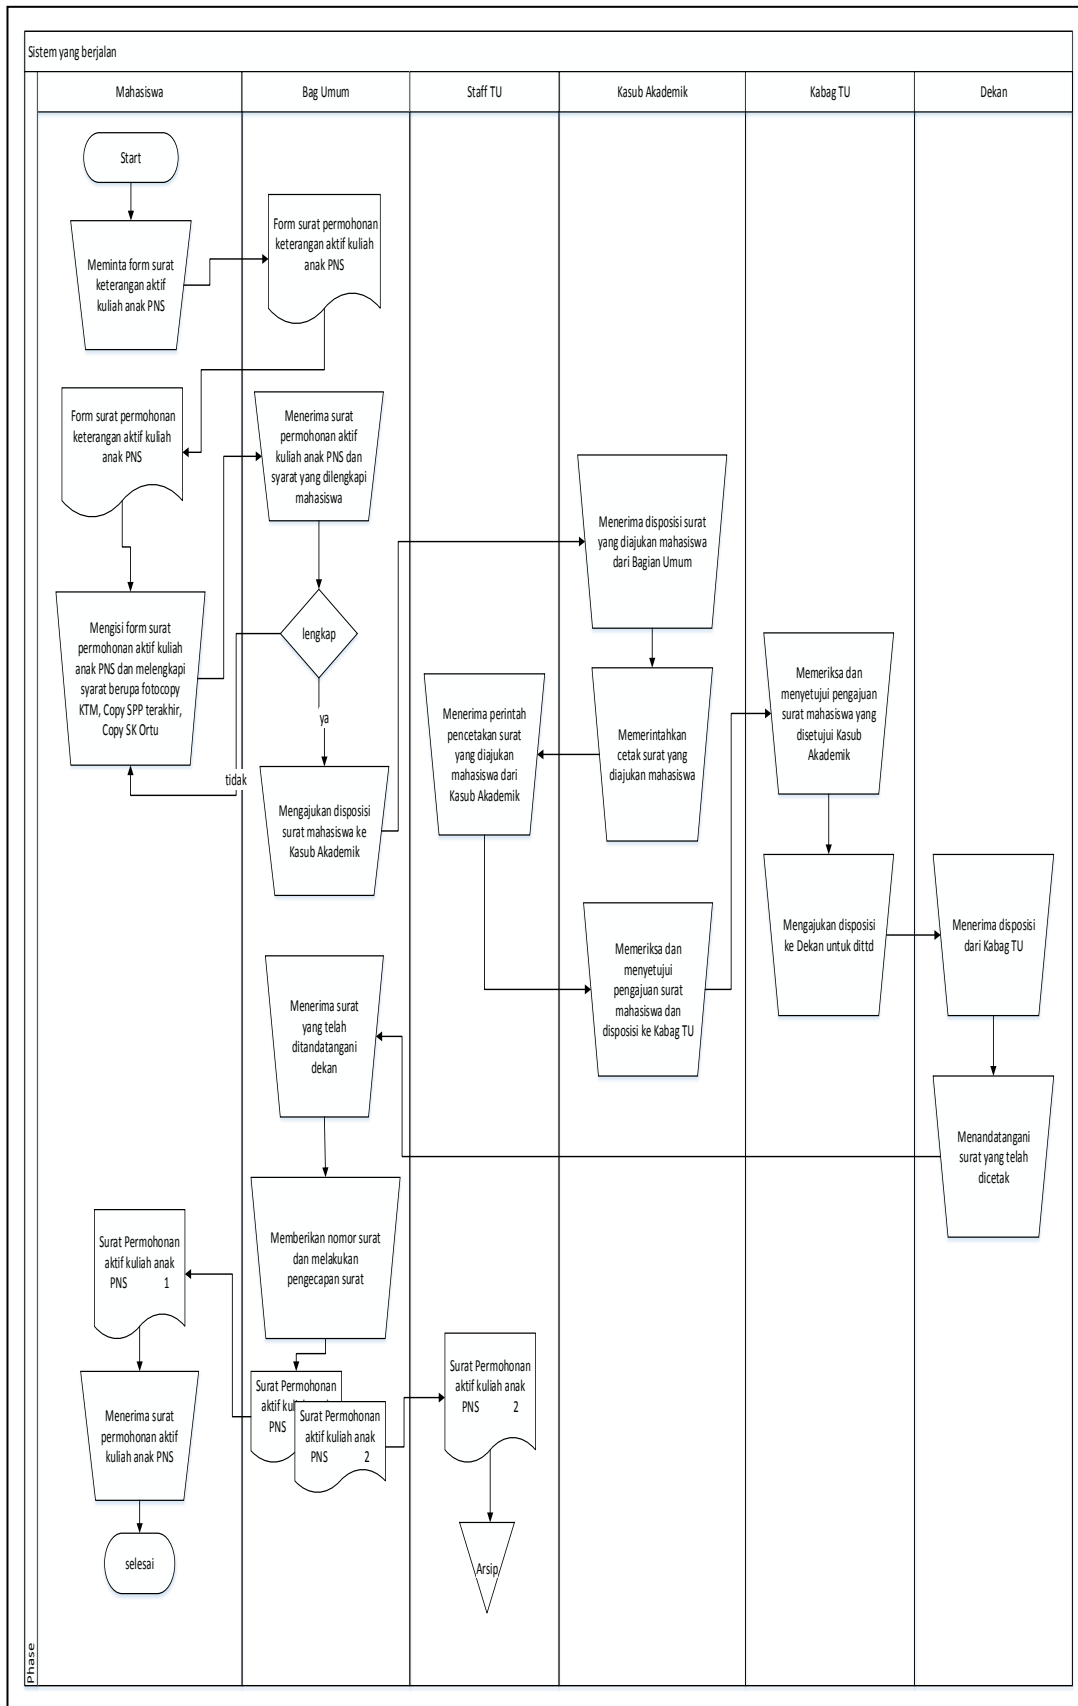 Sistem yang berjalan
Mahasiswa
Bag Umum
Staff TU
Kasub Akademik
Kabag TU
Dekan
Start
Meminta form surat
keterangan aktif
kuliah anak PNS
Form surat permohonan
keterangan aktif kuliah
anak PNS
Form surat permohonan
keterangan aktif kuliah
anak PNS
Menerima surat
permohonan aktif
kuliah anak PNS dan
syarat yang dilengkapi
mahasiswa
Mengisi form surat
permohonan aktif kuliah
anak PNS dan melengkapi
syarat berupa fotocopy
KTM, Copy SPP terakhir,
Copy SK Ortu
lengkap
tidak
ya
Mengajukan disposisi
surat mahasiswa ke
Kasub Akademik
Menerima disposisi surat
yang diajukan mahasiswa
dari Bagian Umum
Memerintahkan
cetak surat yang
diajukan mahasiswa
Menerima perintah
pencetakan surat
yang diajukan
mahasiswa dari
Kasub Akademik
Memeriksa dan
menyetujui
pengajuan surat
mahasiswa dan
disposisi ke Kabag TU
Memeriksa dan
menyetujui pengajuan
surat mahasiswa yang
disetujui Kasub
Akademik
Mengajukan disposisi
ke Dekan untuk dittd
Menerima disposisi
dari Kabag TU
Menandatangani
surat yang telah
dicetak
Menerima surat
yang telah
ditandatangani
dekan
Memberikan nomor surat
dan melakukan
pengecapan surat
Surat Permohonan
aktif kuliah anak
PNS 1
Surat Permohonan
aktif
PNS
Surat Permohonan
aktif kuliah anak
PNS 2
Surat Permohonan
aktif kuliah anak
PNS 2
Menerima surat
permohonan aktif
kuliah anak PNS
selesai
Arsip
Phase